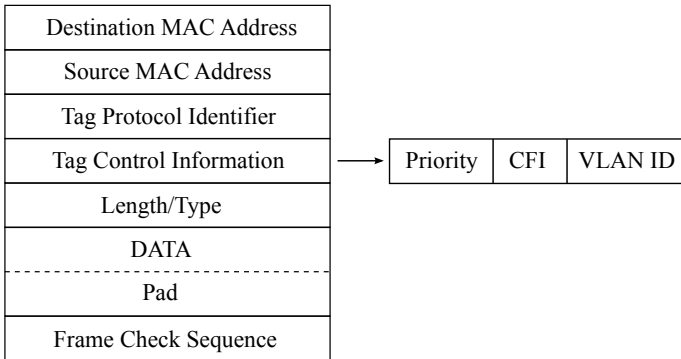 Destination MAC Address
Source MAC Address
Tag Protocol Identifier
Tag Control Information
Priority CFI VLAN ID
Length/Type
DATA
Pad
Frame Check Sequence